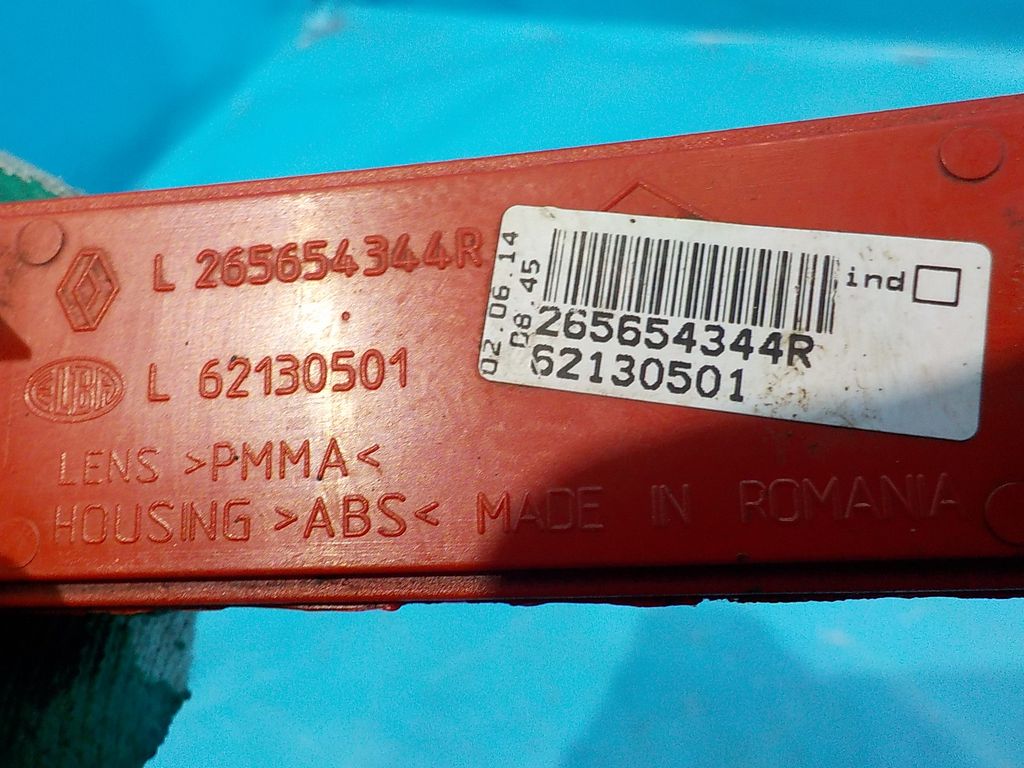 L 265654344R
L 62130501
LENS >PMMA<
HOUSING >ABS< MADE IN ROMANIA
02.06.14
08.45
ind
265654344R
62130501